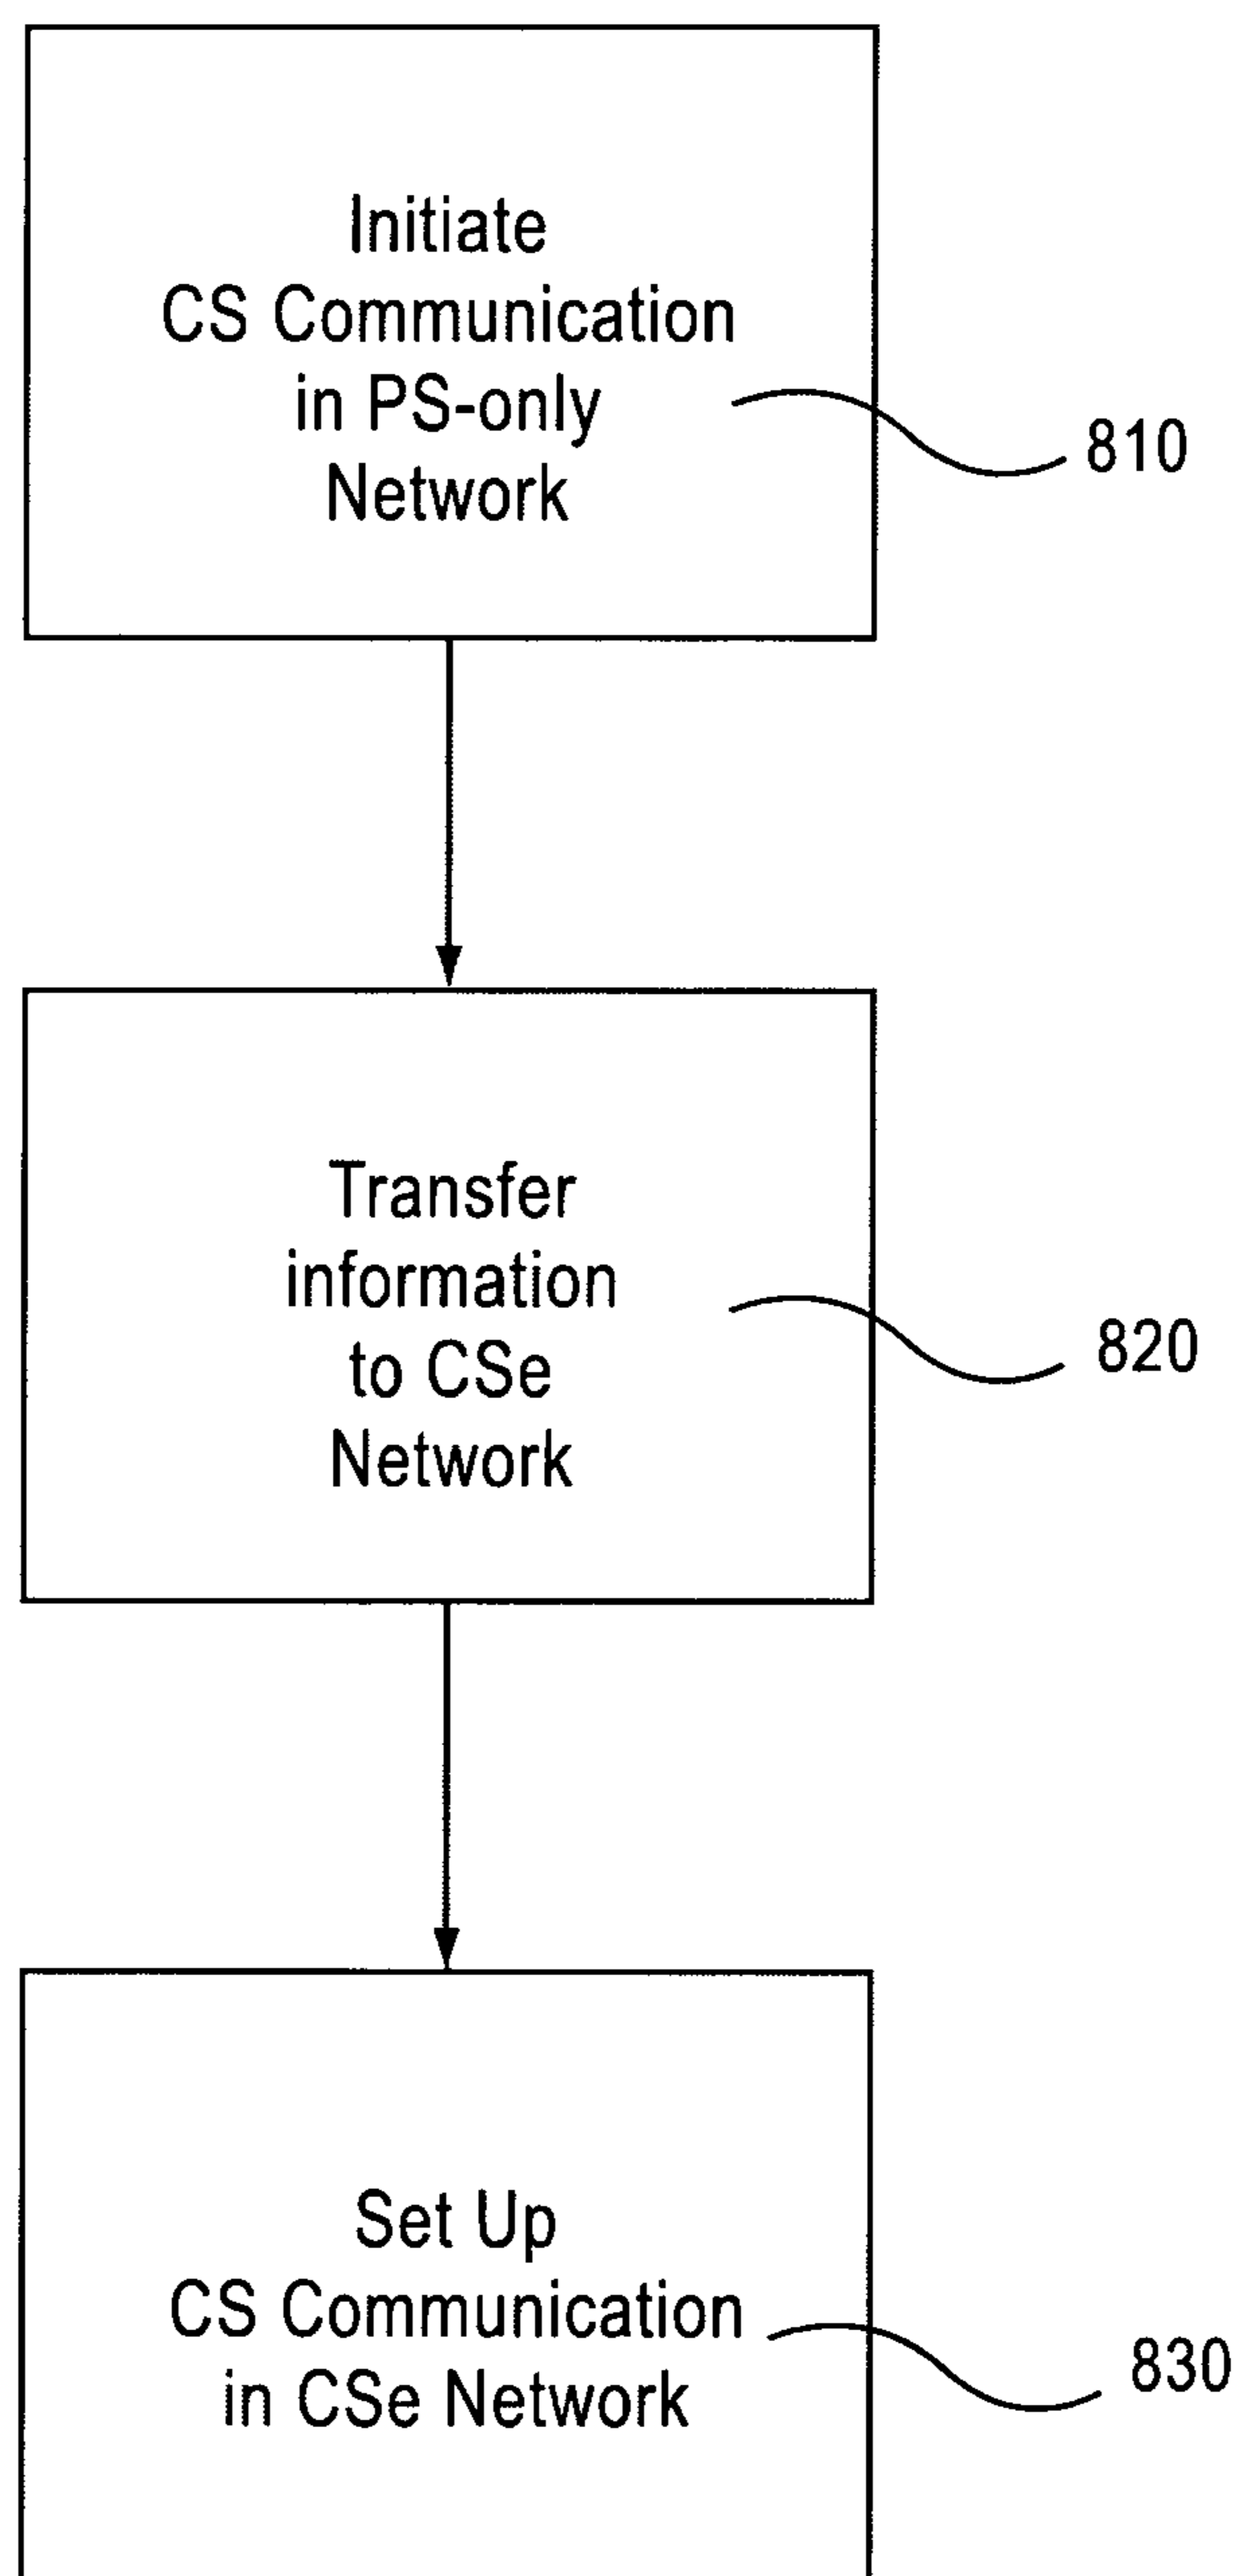 Initiate
CS Communication
in PS-only
Network
810
Transfer
information
to CSe
Network
820
Set Up
CS Communication
in CSe Network
830